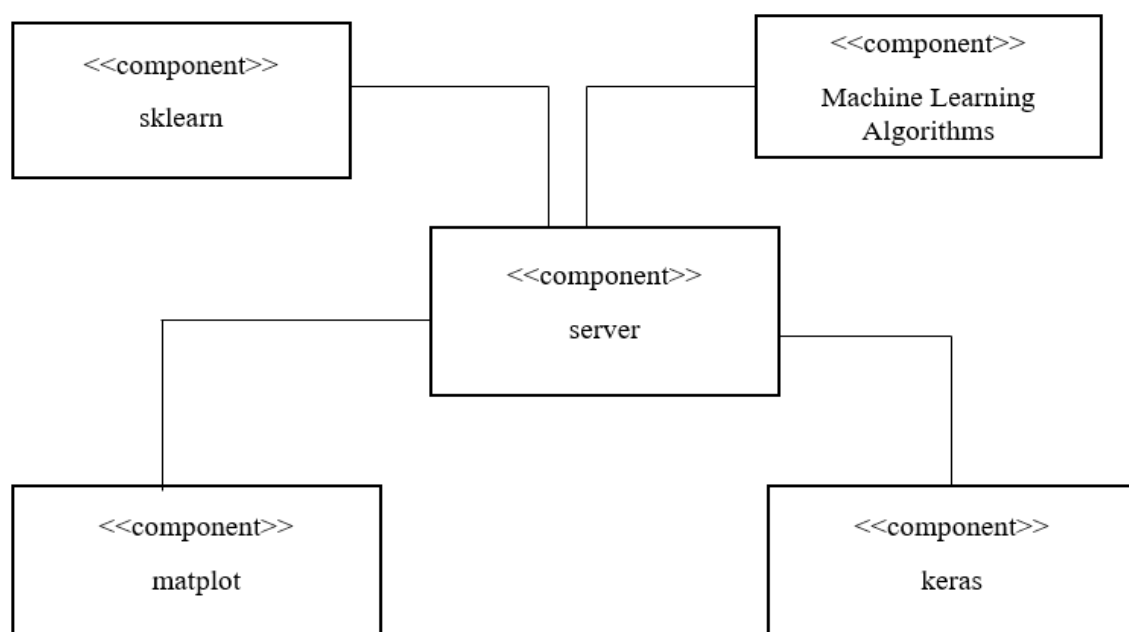 <<component>>
sklearn
<<component>>
Machine Learning
Algorithms
<<component>>
server
<<component>>
matplot
<<component>>
keras